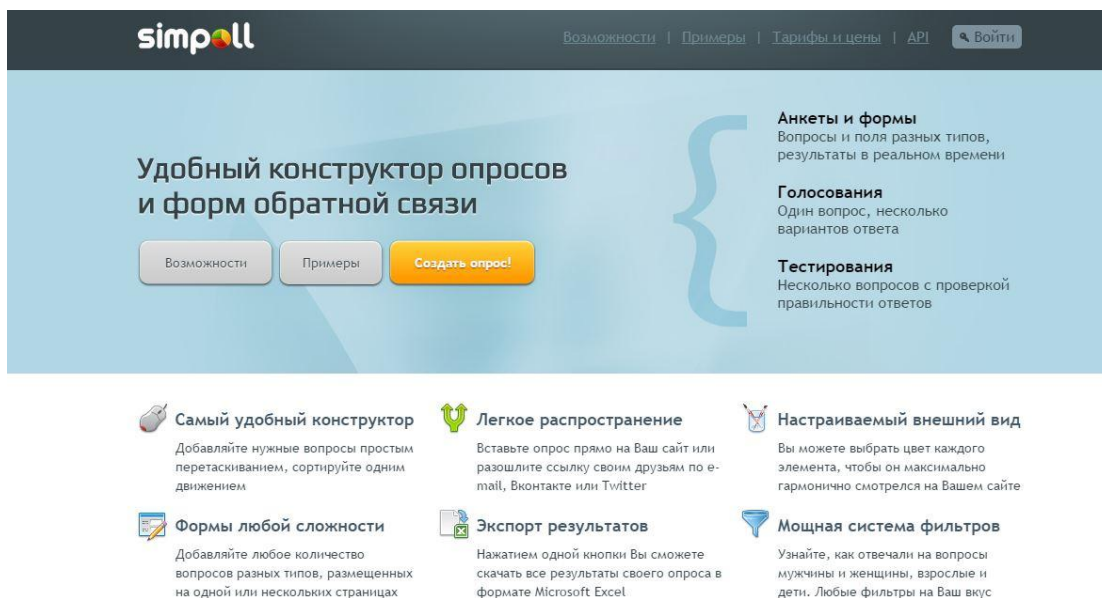 simpoll
Возможности | Примеры | Тарифы и цены | API Войти
Удобный конструктор опросов
и форм обратной связи
Возможности Примеры Создать опрос!
Анкеты и формы
Вопросы и поля разных типов,
результаты в реальном времени
Голосования
Один вопрос, несколько
вариантов ответа
Тестирования
Несколько вопросов с проверкой
правильности ответов
Самый удобный конструктор
Добавляйте нужные вопросы простым
перетаскиванием, сортируйте одним
движением
Легкое распространение
Вставьте опрос прямо на Ваш сайт или
разошлите ссылку своим друзьям по e-
mail, Вконтакте или Twitter
Настраиваемый внешний вид
Вы можете выбрать цвет каждого
элемента, чтобы он максимально
гармонично смотрелся на Вашем сайте
Формы любой сложности
Добавляйте любое количество
вопросов разных типов, размещенных
на одной или нескольких страницах
Экспорт результатов
Нажатием одной кнопки Вы сможете
скачать все результаты своего опроса в
формате Microsoft Excel
Мощная система фильтров
Узнайте, как отвечали на вопросы
мужчины и женщины, взрослые и
дети. Любые фильтры на Ваш вкус